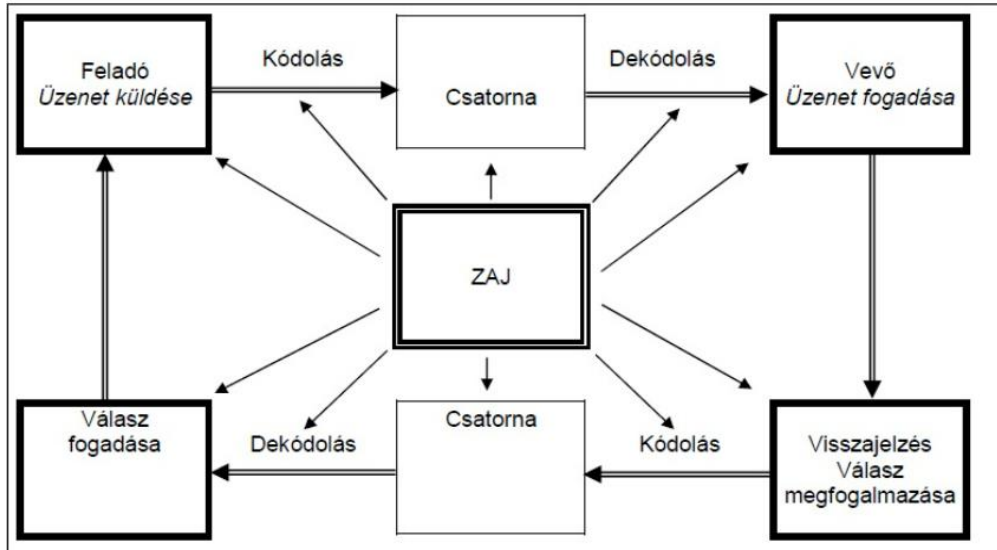 Feladó
Üzenet küldése
Kódolás
Csatorna
Dekódolás
Vevő
Üzenet fogadása
ZAJ
Válasz
fogadása
Dekódolás
Csatorna
Kódolás
Visszajelzés
Válasz
megfogalmazása